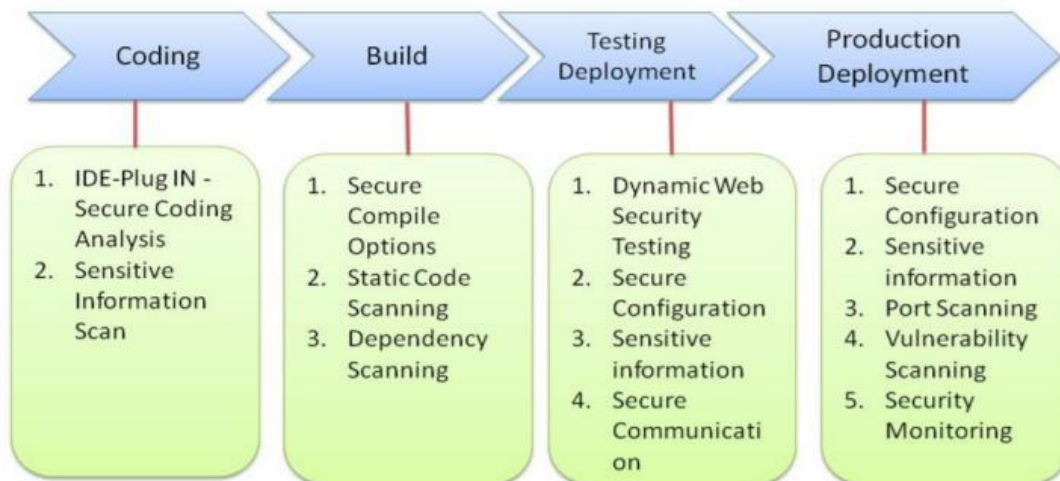 Coding
Build
Testing
Deployment
Production
Deployment
1. IDE-Plug IN -
Secure Coding
Analysis
2. Sensitive
Information
Scan
1. Secure
Compile
Options
2. Static Code
Scanning
3. Dependency
Scanning
1. Dynamic Web
Security
Testing
2. Secure
Configuration
3. Sensitive
information
4. Secure
Communicati
on
1. Secure
Configuration
2. Sensitive
information
3. Port Scanning
4. Vulnerability
Scanning
5. Security
Monitoring